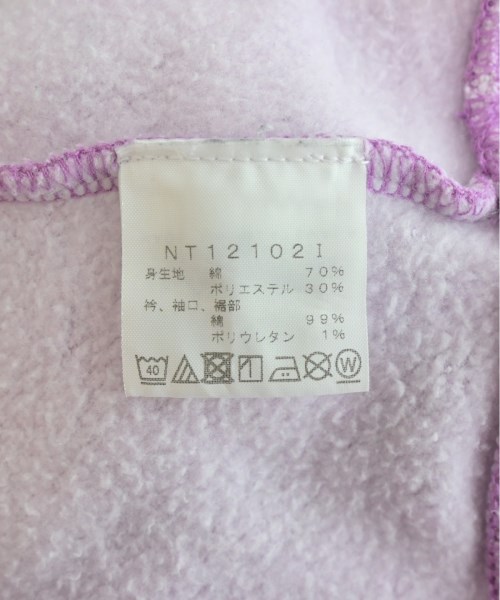 NT12102I
身生地 綿 70%
ポリエステル 30%
衿、袖口、裾部
綿 99%
ポリウレタン 1%
40 W